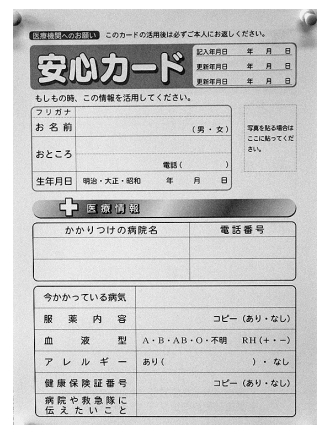 医療機関へのお願い このカードの活用後は必ずご本人にお返しください。
安心カード
記入年月日 年 月 日
更新年月日 年 月 日
更新年月日 年 月 日
もしもの時、この情報を活用してください。
フリガナ
お名前 (男・女)
おところ
電話( )
生年月日 明治・大正・昭和 年 月 日
写真を貼る場合は
ここに貼ってくだ
さい。
医療情報
かかりつけの病院名 電話番号
今かかっている病気
服薬内容 コピー(あり・なし)
血液型 A・B・AB・O・不明 RH(+・-)
アレルギー あり( )・なし
健康保険証番号 コピー(あり・なし)
病院や救急隊に
伝えたいこと